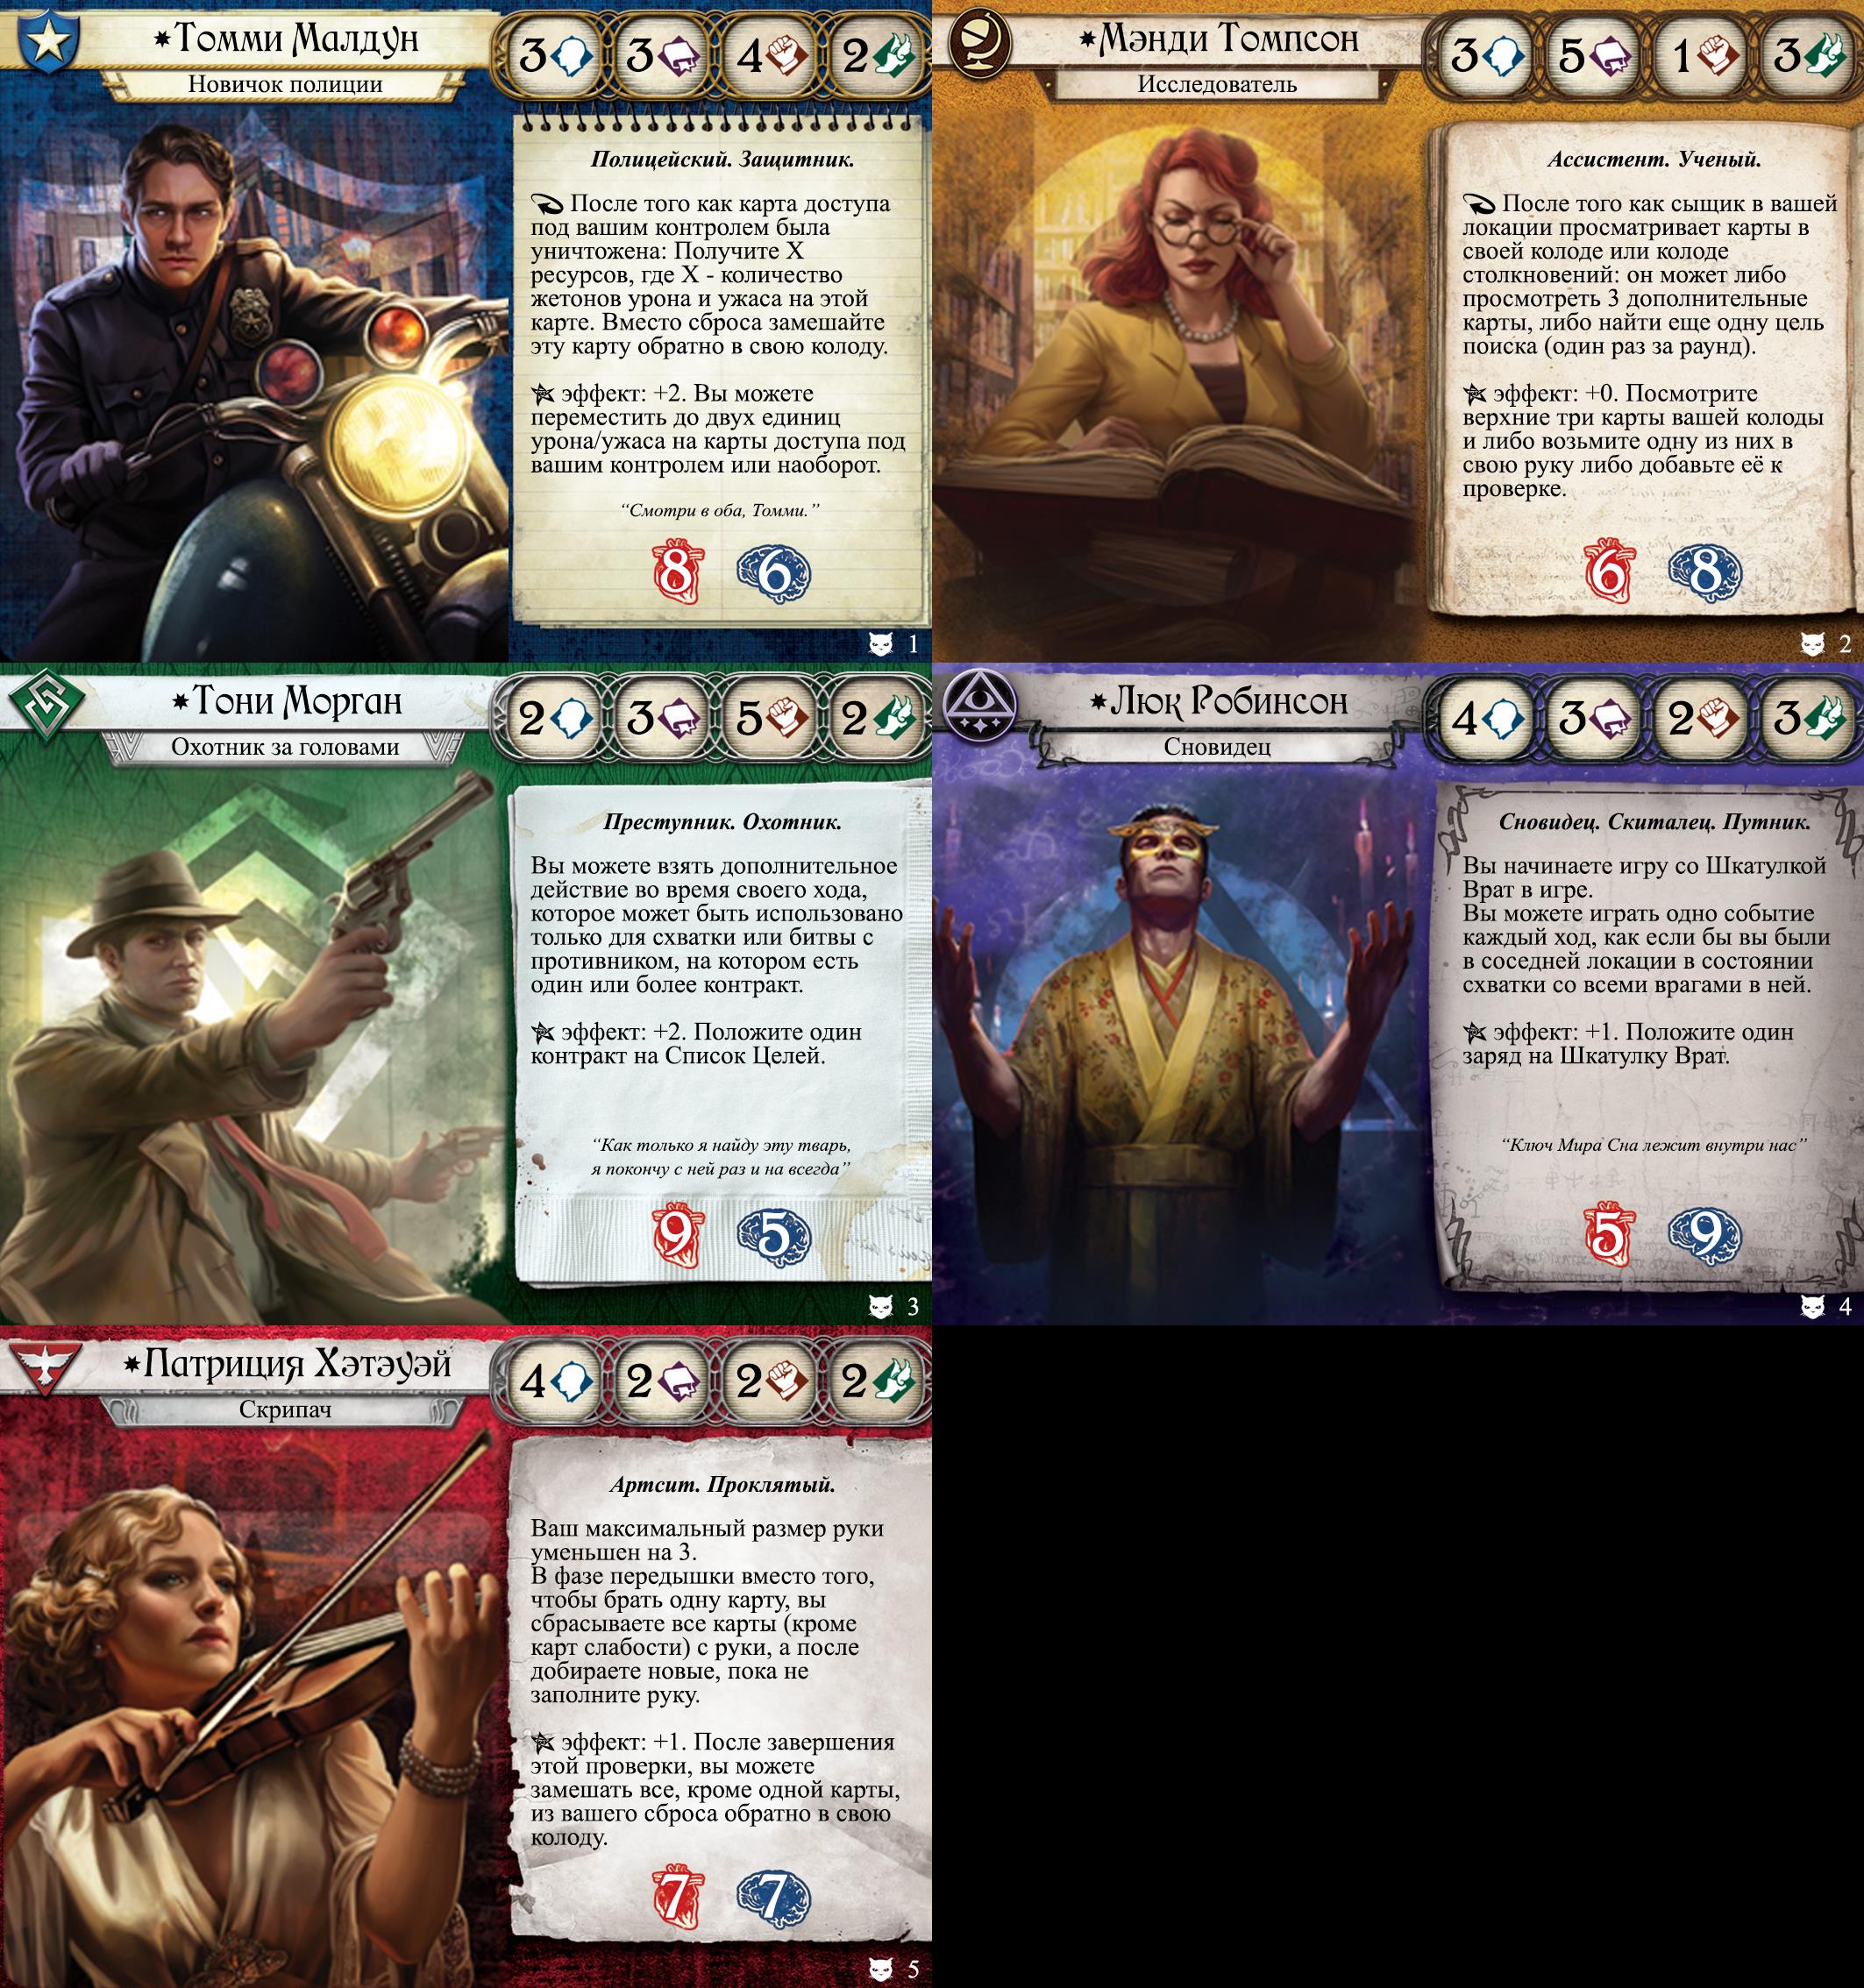 Томми Малдун
3 3 4 2
Новичок полиции
Полицейский. Защитник.
После того как карта доступа
под вашим контролем была
уничтожена: Получите X
ресурсов, где X - количество
жетонов урона и ужаса на этой
карте. Вместо сброса замешайте
эту карту обратно в свою колоду.
эффект: +2. Вы можете
переместить до двух единиц
урона/ужаса на карты доступа под
вашим контролем или наоборот.
“Смотри в оба, Томми.”
8 6
1
Мэнди Томпсон
3 5 1 3
Исследователь
Ассистент. Ученый.
После того как сыщик в вашей
локации просматривает карты в
своей колоде или колоде
столкновений: он может либо
просмотреть 3 дополнительные
карты, либо найти еще одну цель
поиска (один раз за раунд).
эффект: +0. Посмотрите
верхние три карты вашей колоды
и либо возьмите одну из них в
свою руку либо добавьте её к
проверке.
6 8
2
Тони Морган
2 3 5 2
Охотник за головами
Преступник. Охотник.
Вы можете взять дополнительное
действие во время своего хода,
которое может быть использовано
только для схватки или битвы с
противником, на котором есть
один или более контракт.
эффект: +2. Положите один
контракт на Список Целей.
“Как только я найду эту тварь,
я покончу с ней раз и на всегда”
9 5
3
Люк Робинсон
4 3 2 3
Сновидец
Сновидец. Скиталец. Путник.
Вы начинаете игру со Шкатулкой
Врат в игре.
Вы можете играть одно событие
каждый ход, как если бы вы были
в соседней локации в состоянии
схватки со всеми врагами в ней.
эффект: +1. Положите один
заряд на Шкатулку Врат.
“Ключ Мира Сна лежит внутри нас”
5 9
4
Патриция Хэтэуэй
4 2 2 2
Скрипач
Артсит. Проклятый.
Ваш максимальный размер руки
уменьшен на 3.
В фазе передышки вместо того,
чтобы брать одну карту, вы
сбрасываете все карты (кроме
карт слабости) с руки, а после
добираете новые, пока не
заполните руку.
эффект: +1. После завершения
этой проверки, вы можете
замешать все, кроме одной карты,
из вашего сброса обратно в свою
колоду.
7 7
5